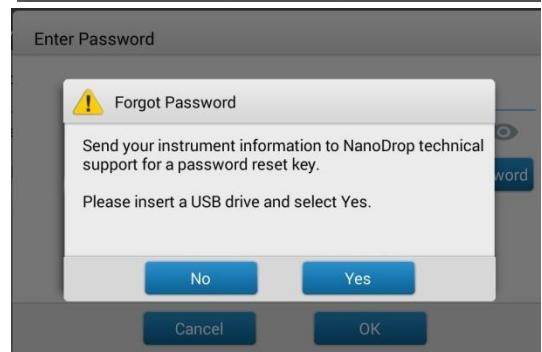 Enter Password
Forgot Password
Send your instrument information to NanoDrop technical
support for a password reset key.
Please insert a USB drive and select Yes.
word
No
Yes
Cancel
OK